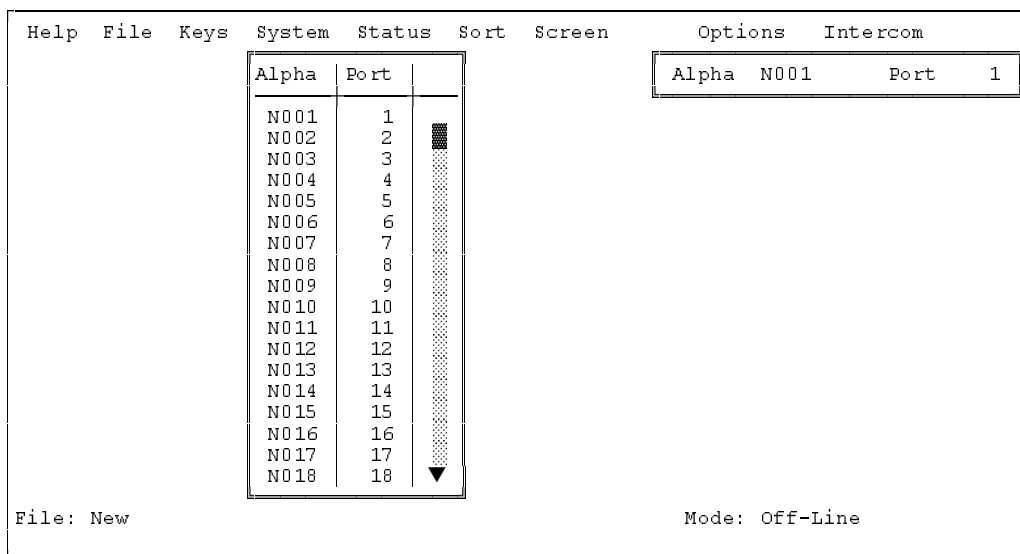 Help File Keys System Status Sort Screen Options Intercom
Alpha Port
Alpha N001 Port 1
N001 1
N002 2
N003 3
N004 4
N005 5
N006 6
N007 7
N008 8
N009 9
N010 10
N011 11
N012 12
N013 13
N014 14
N015 15
N016 16
N017 17
N018 18
File: New Mode: Off-Line